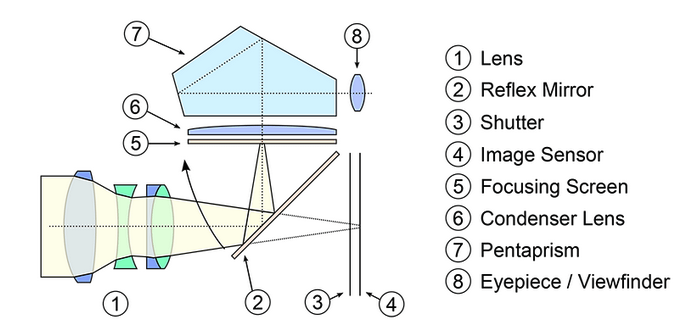 7
8
6
5
1
2
3
4
1 Lens
2 Reflex Mirror
3 Shutter
4 Image Sensor
5 Focusing Screen
6 Condenser Lens
7 Pentaprism
8 Eyepiece / Viewfinder